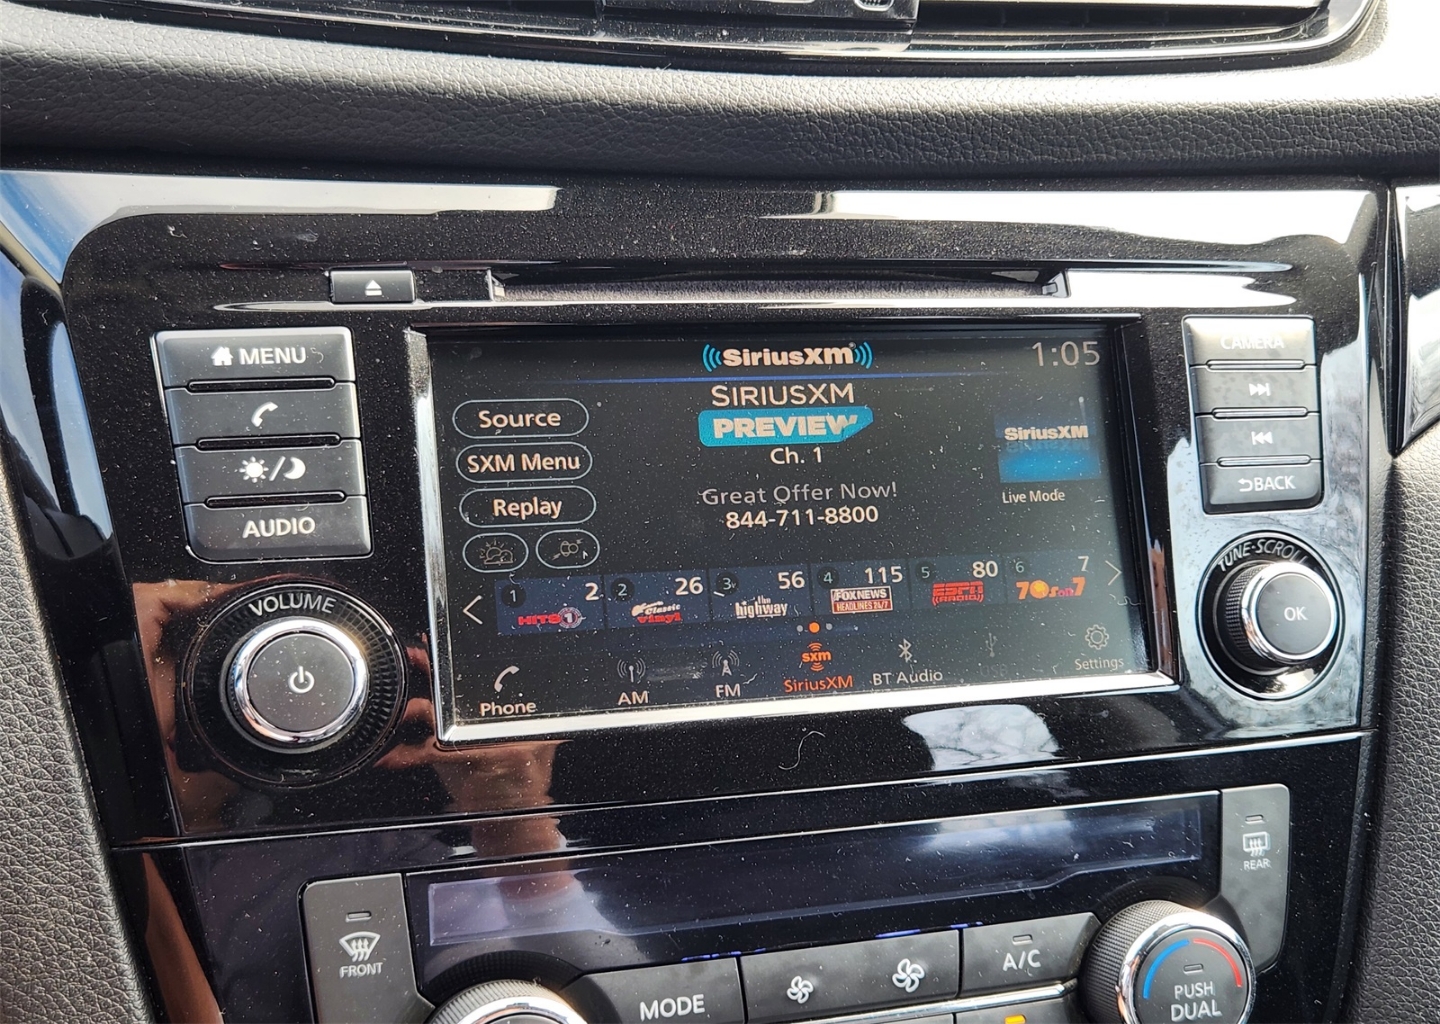 MENU
AUDIO
VOLUME
SiriusXM
1:05
SIRIUSXM
PREVIEW
Ch. 1
Source
SXM Menu
Replay
Great Offer Now!
844-711-8800
SiriusXM
Live Mode
1 2 HITS 1
2 26 Classic vinyl
3 56 the highway
4 115 FOX NEWS HEADLINES 24/7
5 80 ESPN RADIO
6 7 70s on 7
Phone
AM
FM
sxm
SiriusXM
BT Audio
Settings
CAMERA
BACK
TUNE·SCROLL
OK
FRONT
MODE
A/C
REAR
PUSH
DUAL